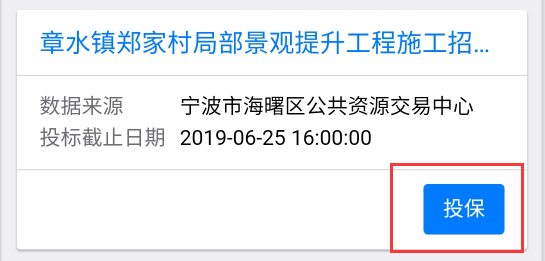 章水镇郑家村局部景观提升工程施工招...
数据来源 宁波市海曙区公共资源交易中心
投标截止日期 2019-06-25 16:00:00
投保